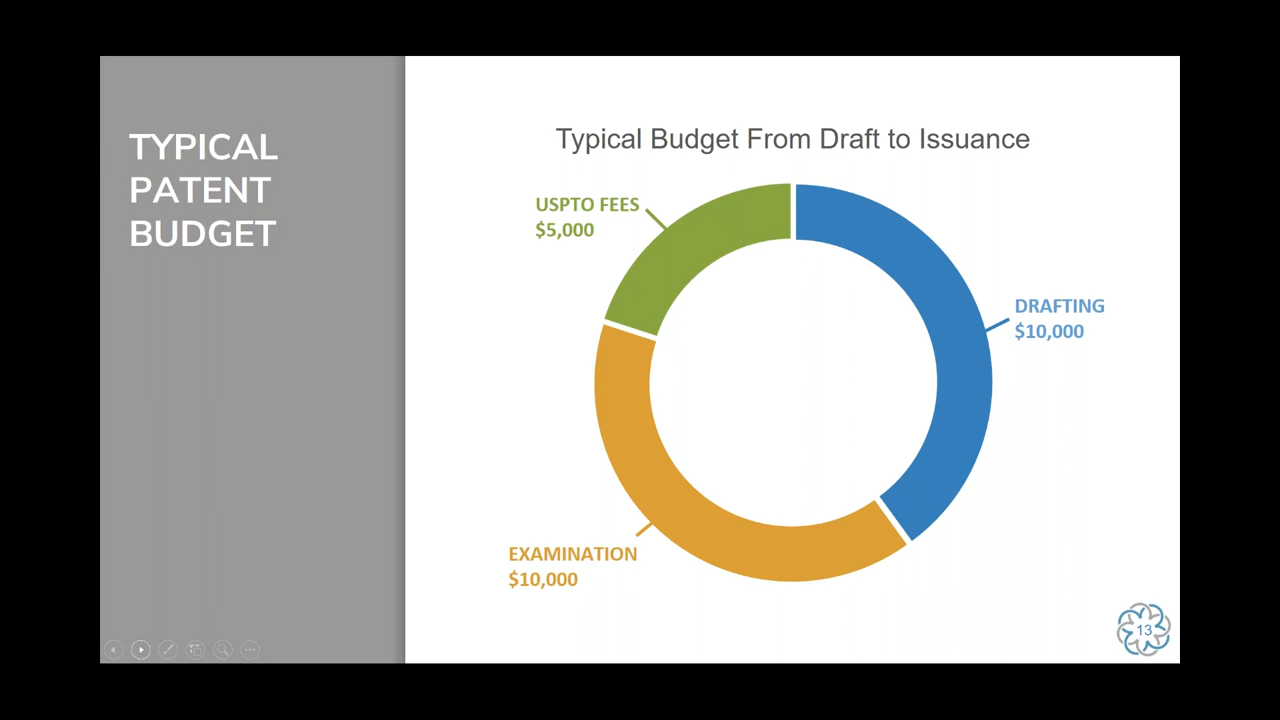 TYPICAL
PATENT
BUDGET
Typical Budget From Draft to Issuance
USPTO FEES
$5,000
DRAFTING
$10,000
EXAMINATION
$10,000
13